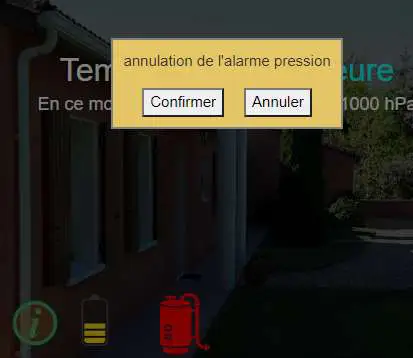 annulation de l'alarme pression
Confirmer Annuler
Tem eure
En ce mo 1000 hPa